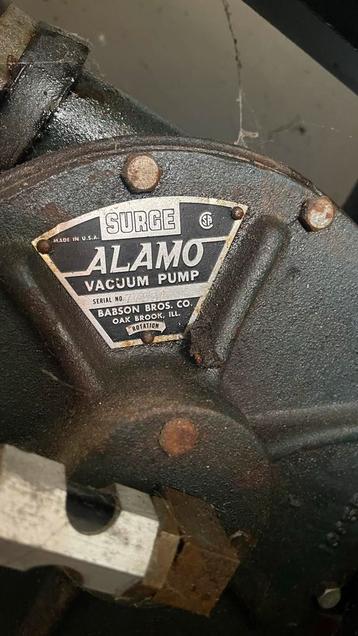 SURGE
MADE IN U.S.A.
ALAMO
VACUUM PUMP
SERIAL NO.
BABSON BROS. CO.
OAK BROOK, ILL.
ROTATION